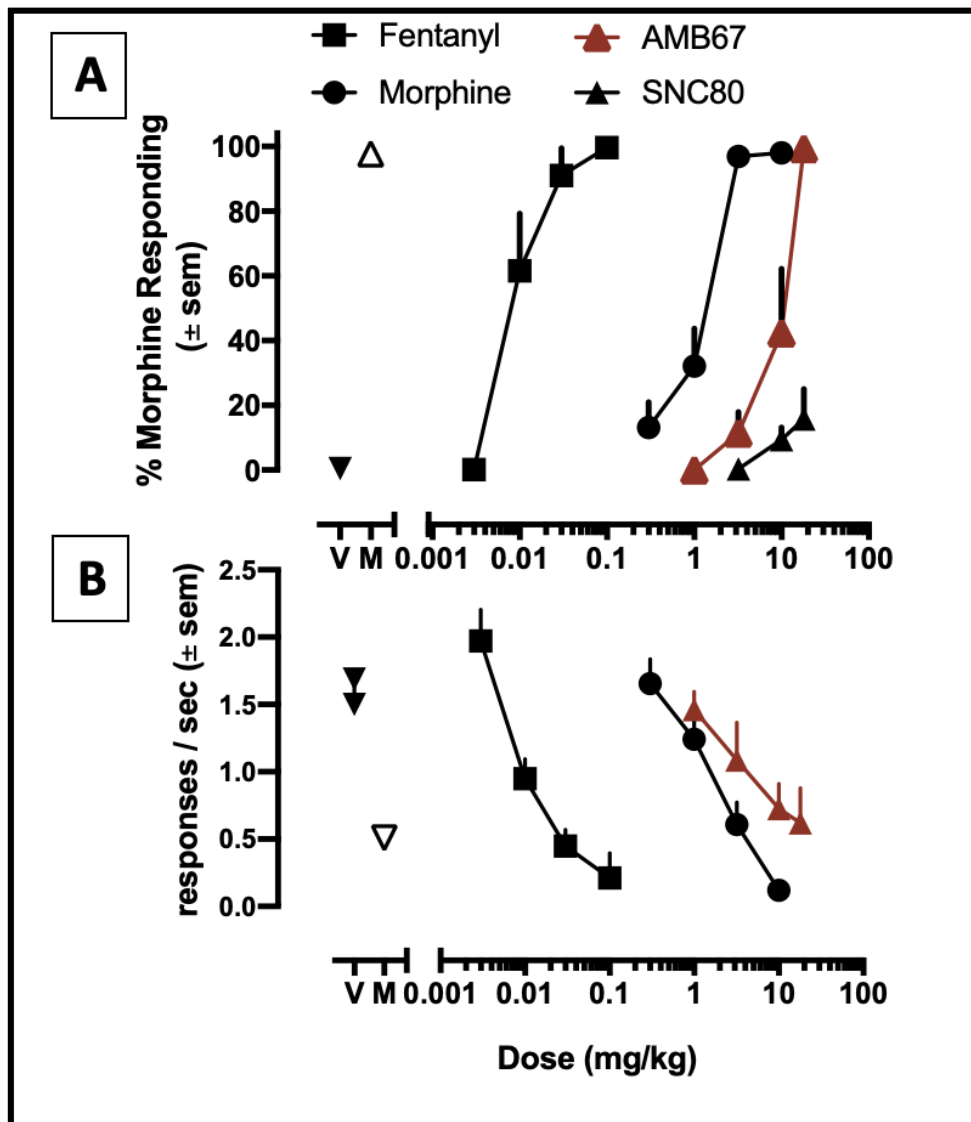 A
Fentanyl AMB67
Morphine SNC80
% Morphine Responding
(± sem)
100
80
60
40
20
0
V M 0.001 0.01 0.1 1 10 100
B
responses / sec (± sem)
2.5
2.0
1.5
1.0
0.5
0.0
V M 0.001 0.01 0.1 1 10 100
Dose (mg/kg)